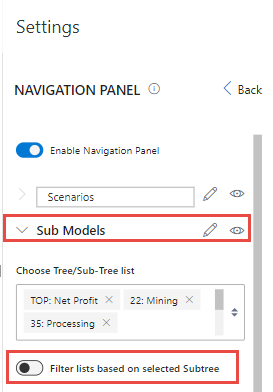 Settings
NAVIGATION PANEL
Back
Enable Navigation Panel
Scenarios
Sub Models
Choose Tree/Sub-Tree list
TOP: Net Profit
22: Mining
35: Processing
Filter lists based on selected Subtree